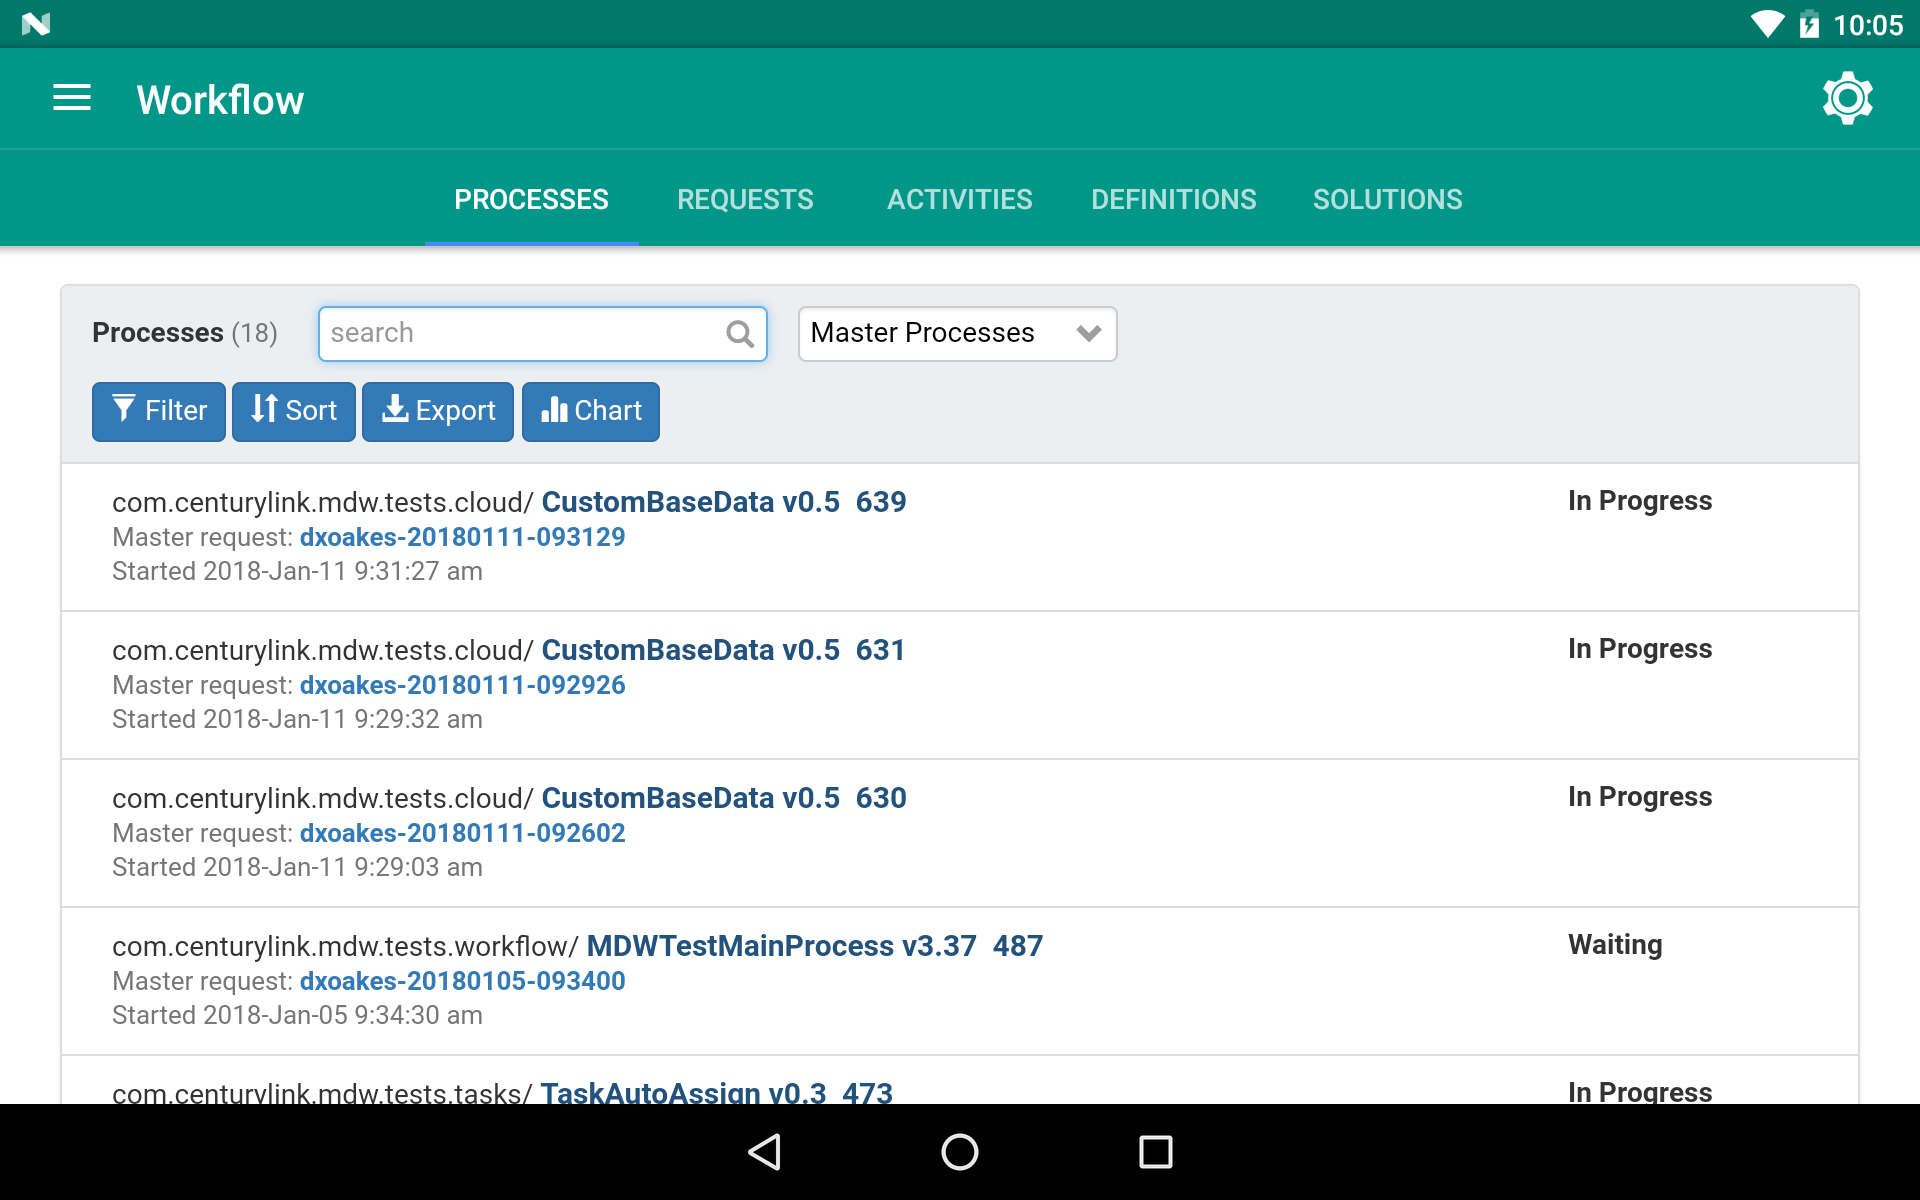 10:05
Workflow
PROCESSES REQUESTS ACTIVITIES DEFINITIONS SOLUTIONS
Processes (18) search Master Processes
Filter Sort Export Chart
com.centurylink.mdw.tests.cloud/ CustomBaseData v0.5 639 In Progress
Master request: dxoakes-20180111-093129
Started 2018-Jan-11 9:31:27 am
com.centurylink.mdw.tests.cloud/ CustomBaseData v0.5 631 In Progress
Master request: dxoakes-20180111-092926
Started 2018-Jan-11 9:29:32 am
com.centurylink.mdw.tests.cloud/ CustomBaseData v0.5 630 In Progress
Master request: dxoakes-20180111-092602
Started 2018-Jan-11 9:29:03 am
com.centurylink.mdw.tests.workflow/ MDWTestMainProcess v3.37 487 Waiting
Master request: dxoakes-20180105-093400
Started 2018-Jan-05 9:34:30 am
com.centurylink.mdw.tests.tasks/ TaskAutoAssign v0.3 473 In Progress